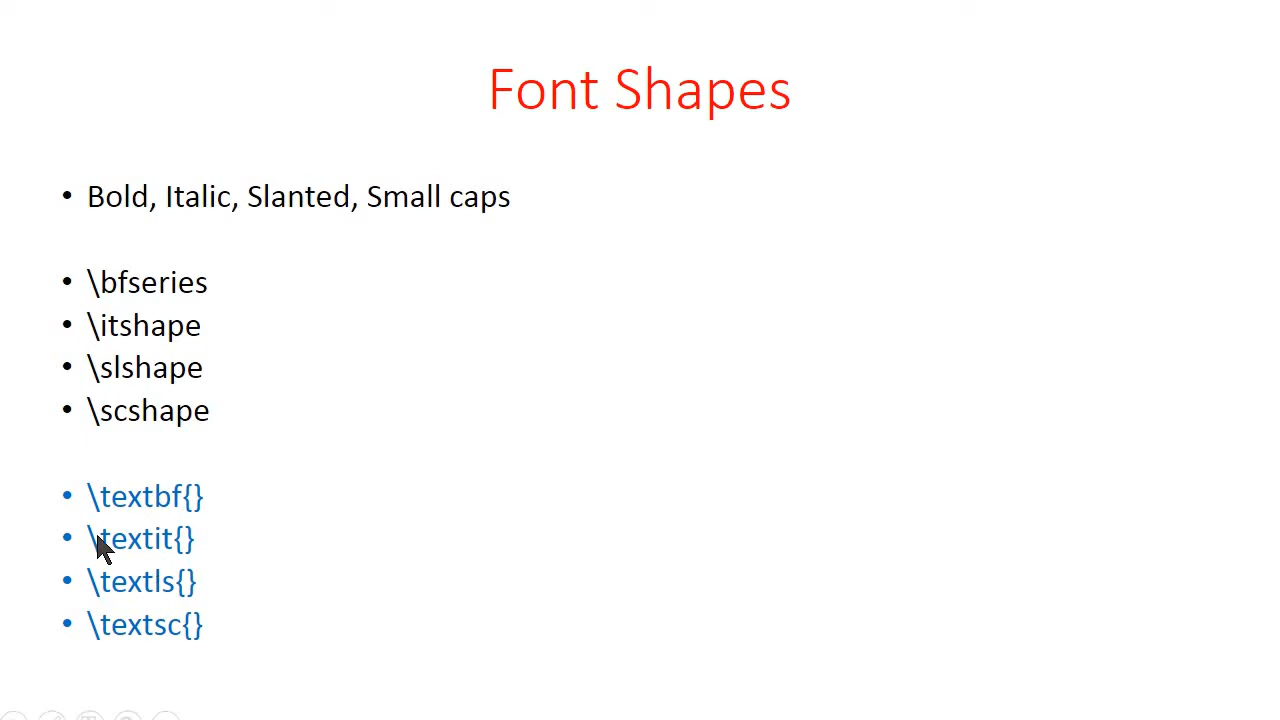 Font Shapes
• Bold, Italic, Slanted, Small caps
• \bfseries
• \itshape
• \slshape
• \scshape
• \textbf{}
• \textit{}
• \textls{}
• \textsc{}